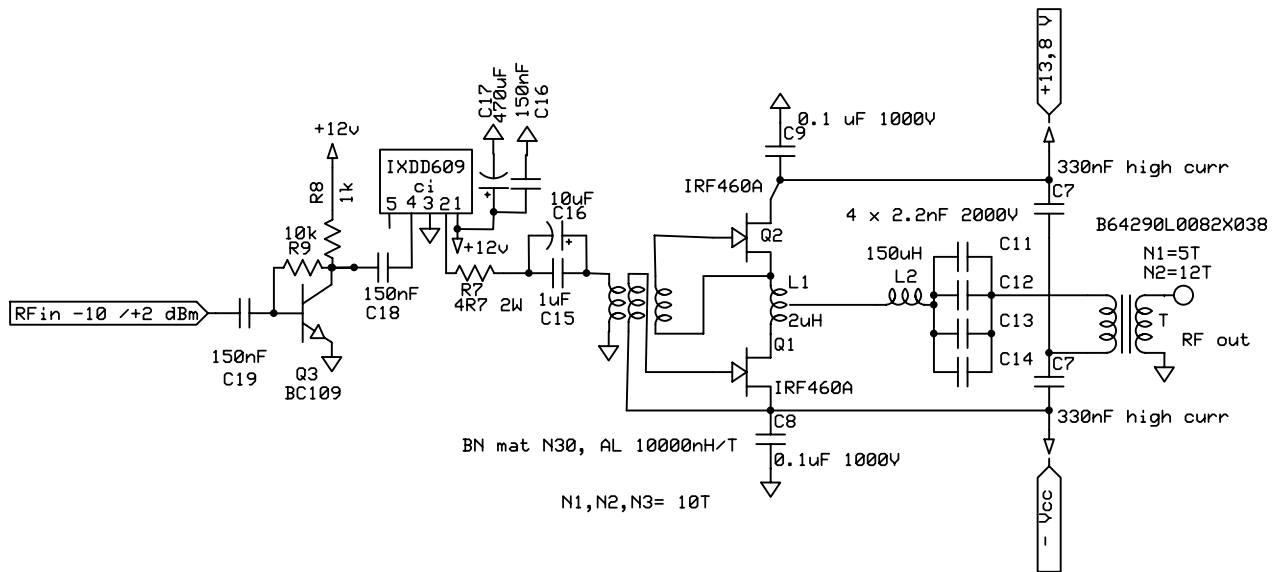 +13,8 V
C17
470uF
150nF
C16
0.1 uF 1000V
C9
+12v
R8
1k
IXDD609
ci
5 4 3 2 1
330nF high curr
C7
IRF460A
10uF
C16
4 x 2.2nF 2000V
B64290L0082X038
N1=5T
N2=12T
10k
R9
+12v
Q2
C11
150uH
L2
L1
C12
150nF
C18
R7
4R7 2W
1uF
C15
2uH
RFin -10 /+2 dBm
C13
T
RF out
Q1
C14
C7
150nF
C19
Q3
BC109
IRF460A
C8
330nF high curr
BN mat N30, AL 10000nH/T
0.1uF 1000V
N1,N2,N3= 10T
- Vcc